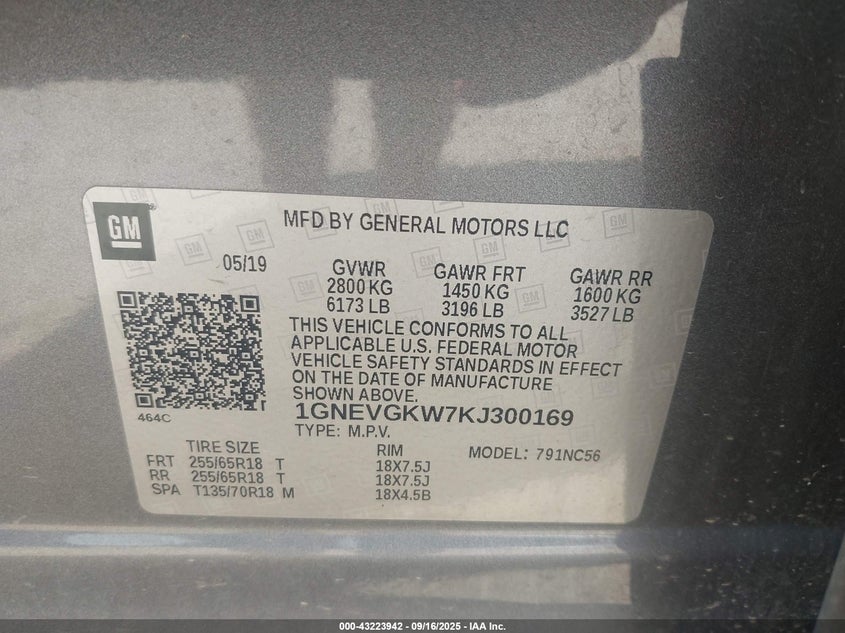 GM
MFD BY GENERAL MOTORS LLC
05/19
GVWR GAWR FRT GAWR RR
2800 KG 1450 KG 1600 KG
6173 LB 3196 LB 3527 LB
THIS VEHICLE CONFORMS TO ALL
APPLICABLE U.S. FEDERAL MOTOR
VEHICLE SAFETY STANDARDS IN EFFECT
ON THE DATE OF MANUFACTURE
SHOWN ABOVE.
464C
1GNEVGKW7KJ300169
TYPE: M.P.V.
TIRE SIZE RIM MODEL: 791NC56
FRT 255/65R18 T 18X7.5J
RR 255/65R18 T 18X7.5J
SPA T135/70R18 M 18X4.5B
000-43223942 - 09/16/2025 - IAA Inc.